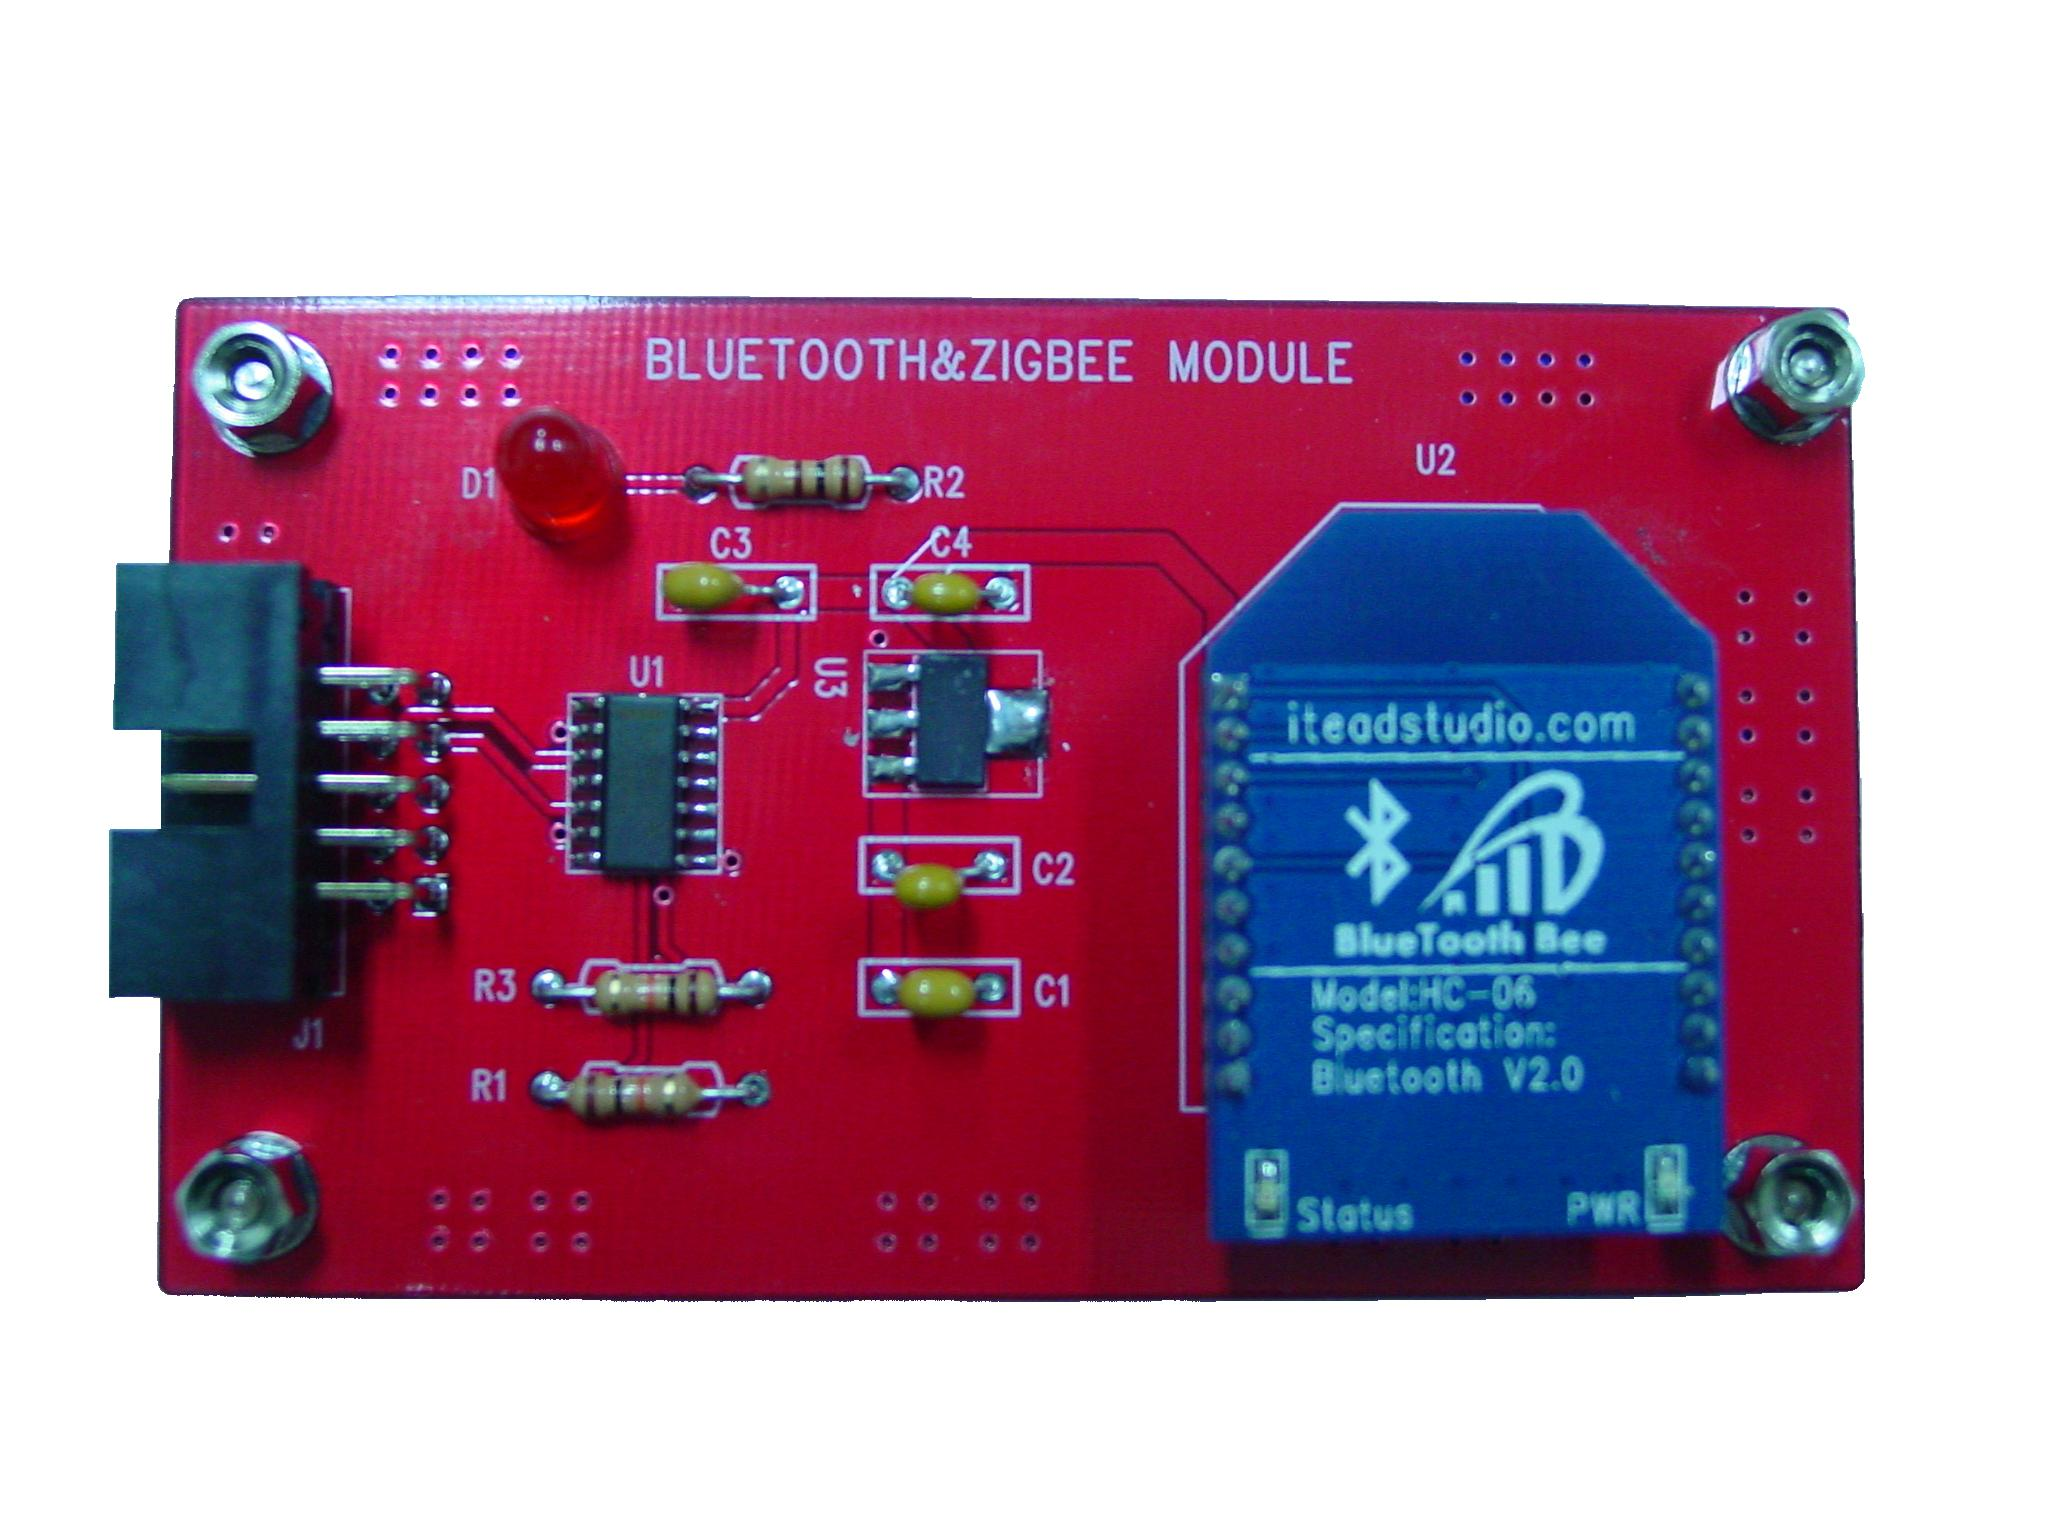 BLUETOOTH&ZIGBEE MODULE
U2
D1
R2
C3
C4
U1
U3
iteadstudio.com
BlueTooth Bee
C2
Model:HC-06
R3
C1
Specification:
J1
Bluetooth V2.0
R1
Status
PWR